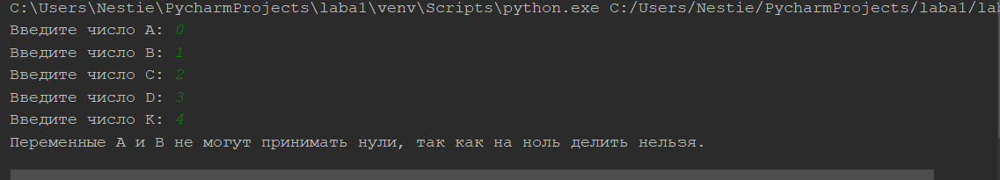 C:\Users\Nestie\PycharmProjects\laba1\venv\Scripts\python.exe C:/Users/Nestie/PycharmProjects/laba1/lab
Введите число A: 0
Введите число B: 1
Введите число C: 2
Введите число D: 3
Введите число K: 4
Переменные A и B не могут принимать нули, так как на ноль делить нельзя.